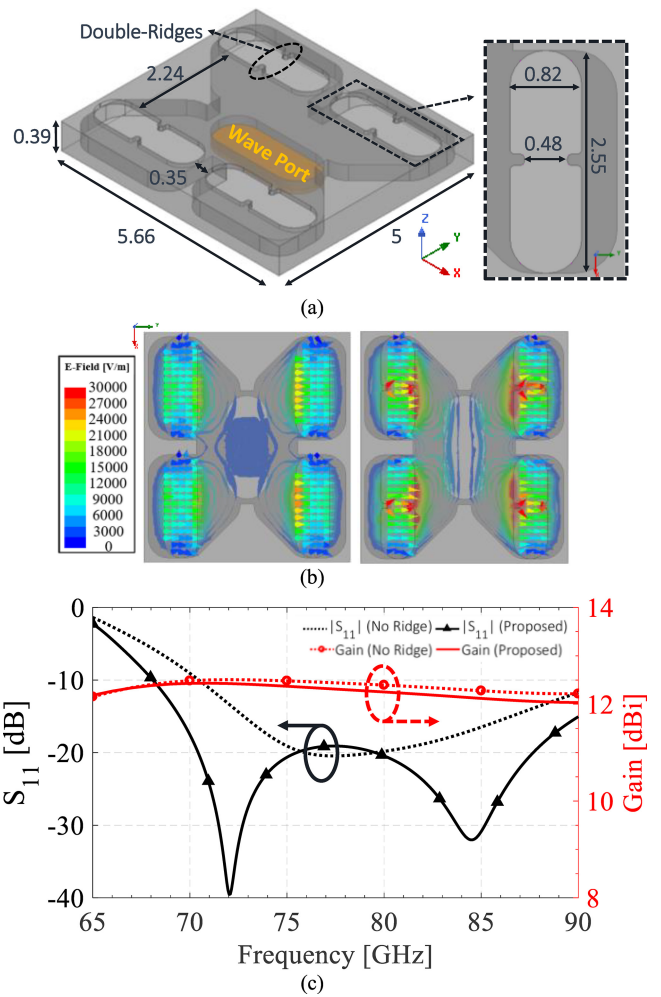 Double-Ridges
2.24
0.39
Wave Port
0.35
5.66
5
Z
Y
X
0.82
0.48
2.55
(a)
E-Field [V/m]
30000
27000
24000
21000
18000
15000
12000
9000
6000
3000
0
(b)
|S11| (No Ridge)
|S11| (Proposed)
Gain (No Ridge)
Gain (Proposed)
0
-10
-20
-30
-40
S11 [dB]
14
12
10
8
Gain [dBi]
65
70
75
80
85
90
Frequency [GHz]
(c)